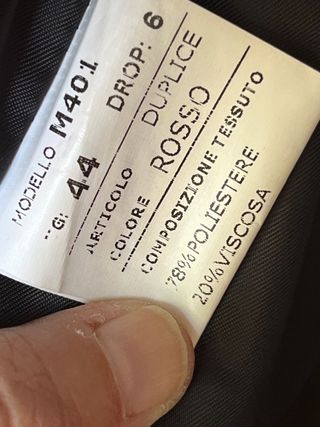 MODELLO M401
TG: 44 DROP: 6
ARTICOLO DUPLICE
COLORE ROSSO
COMPOSIZIONE TESSUTO
78%POLIESTERE
20%VISCOSA